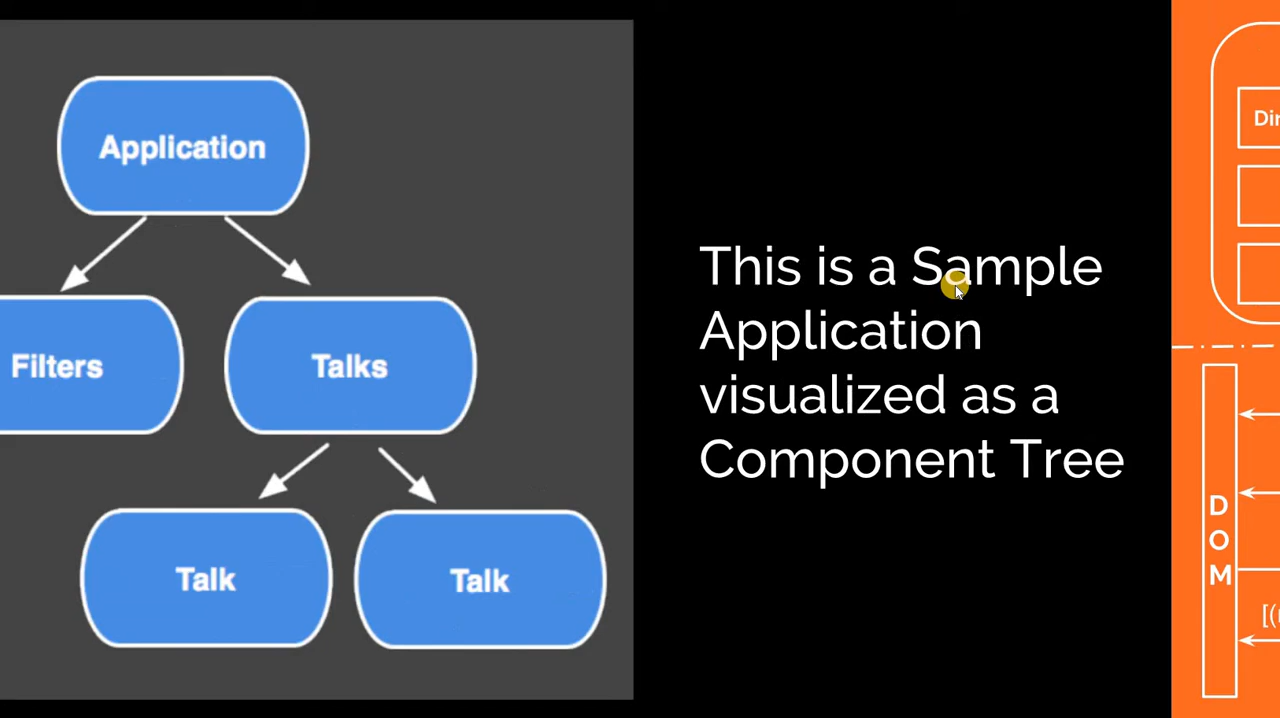 Application
Filters
Talks
Talk
Talk
This is a Sample
Application
visualized as a
Component Tree
D
O
M